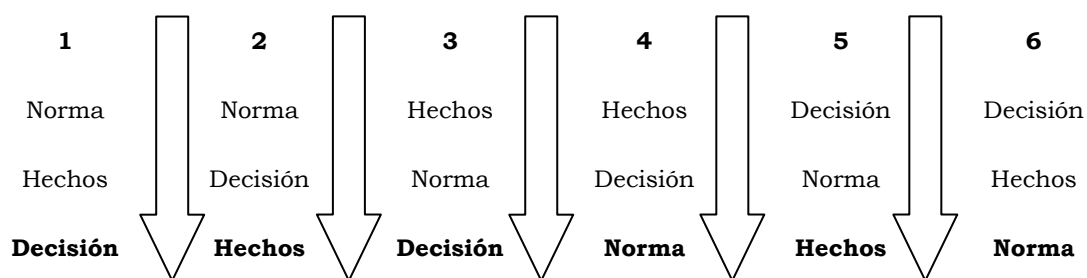 1 2 3 4 5 6
Norma Norma Hechos Hechos Decisión Decisión
Hechos Decisión Norma Decisión Norma Hechos
Decisión Hechos Decisión Norma Hechos Norma